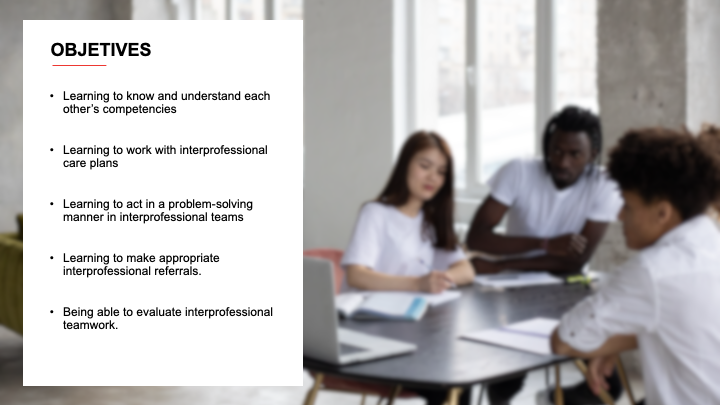 OBJETIVES
• Learning to know and understand each
other's competencies
• Learning to work with interprofessional
care plans
• Learning to act in a problem-solving
manner in interprofessional teams
• Learning to make appropriate
interprofessional referrals.
• Being able to evaluate interprofessional
teamwork.